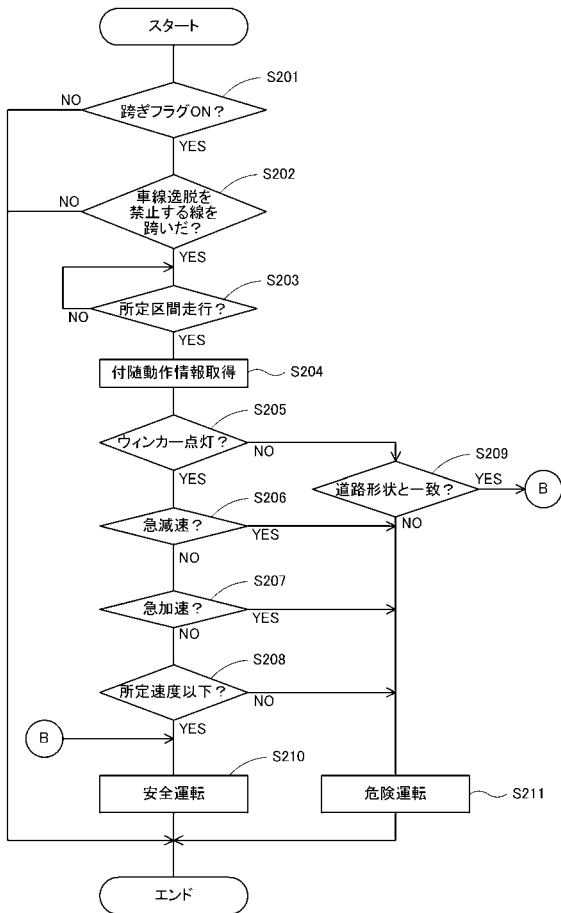 スタート
S201
跨ぎフラグON？
NO
YES
S202
車線逸脱を
禁止する線を
跨いだ？
NO
YES
S203
所定区間走行？
NO
YES
付随動作情報取得
S204
S205
ウィンカー点灯？
NO
YES
S209
道路形状と一致？
YES
B
NO
S206
急減速？
YES
NO
S207
急加速？
YES
NO
S208
所定速度以下？
NO
YES
B
S210
安全運転
危険運転
S211
エンド